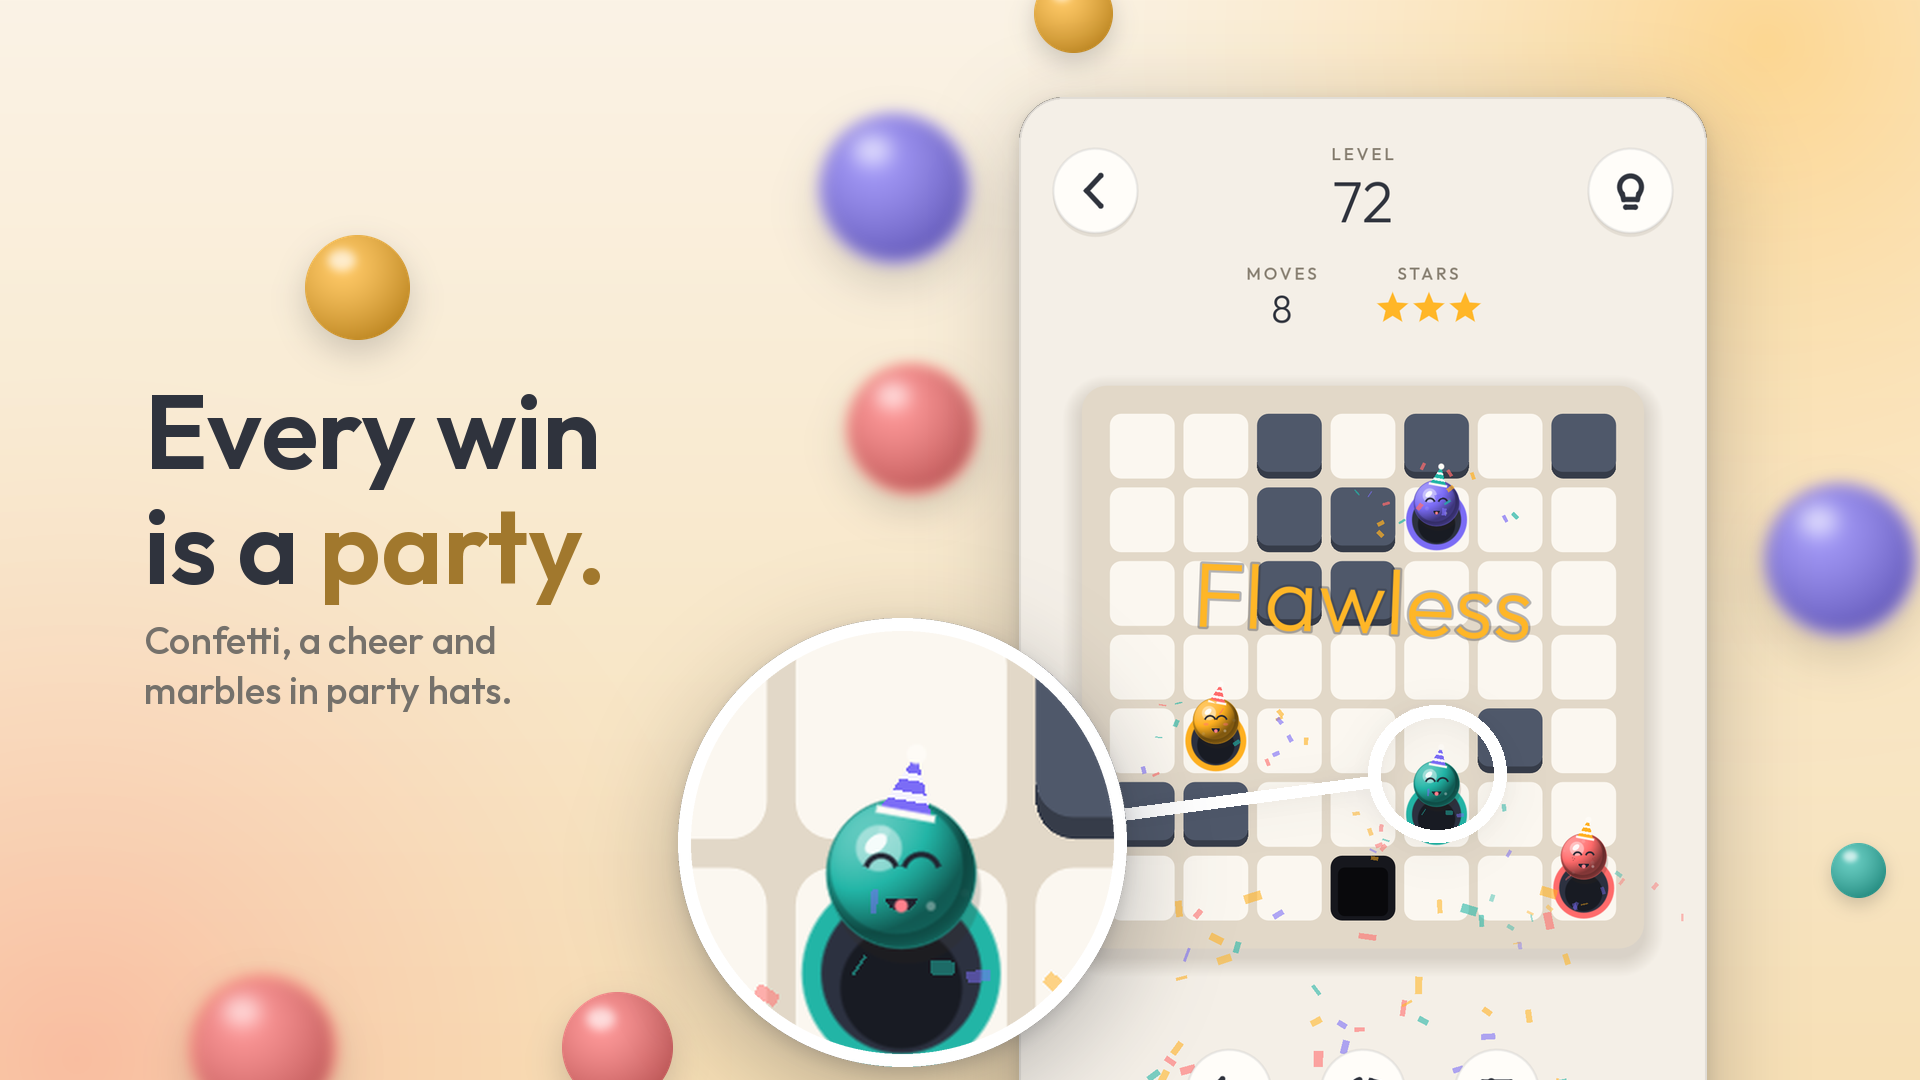 Every win
is a party.
Confetti, a cheer and
marbles in party hats.
LEVEL
72
MOVES
8
STARS
Flawless